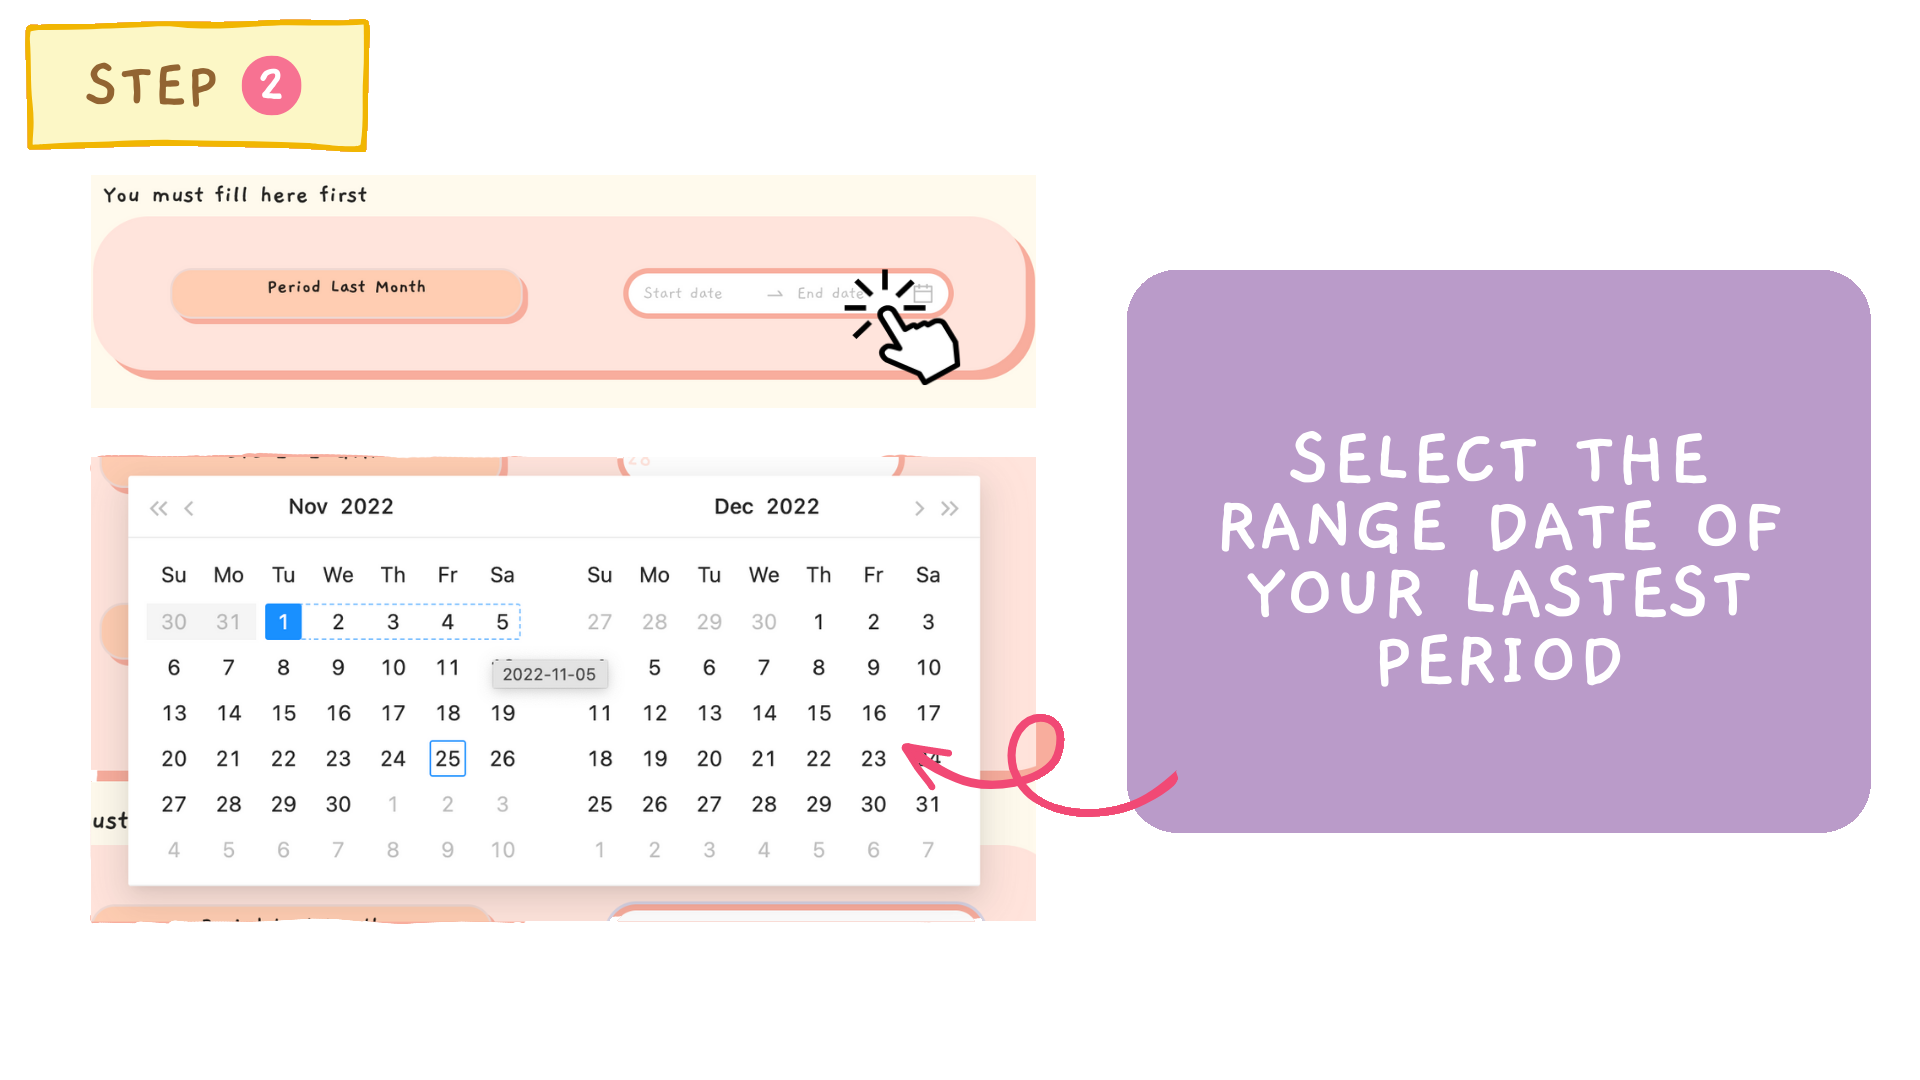 STEP 2
You must fill here first
Period Last Month
Start date → End date
28
Nov 2022
Dec 2022
Su Mo Tu We Th Fr Sa
Su Mo Tu We Th Fr Sa
30 31 1 2 3 4 5
27 28 29 30 1 2 3
6 7 8 9 10 11
5 6 7 8 9 10
2022-11-05
13 14 15 16 17 18 19
11 12 13 14 15 16 17
20 21 22 23 24 25 26
18 19 20 21 22 23 24
27 28 29 30 1 2 3
25 26 27 28 29 30 31
ust
4 5 6 7 8 9 10
1 2 3 4 5 6 7
SELECT THE
RANGE DATE OF
YOUR LASTEST
PERIOD